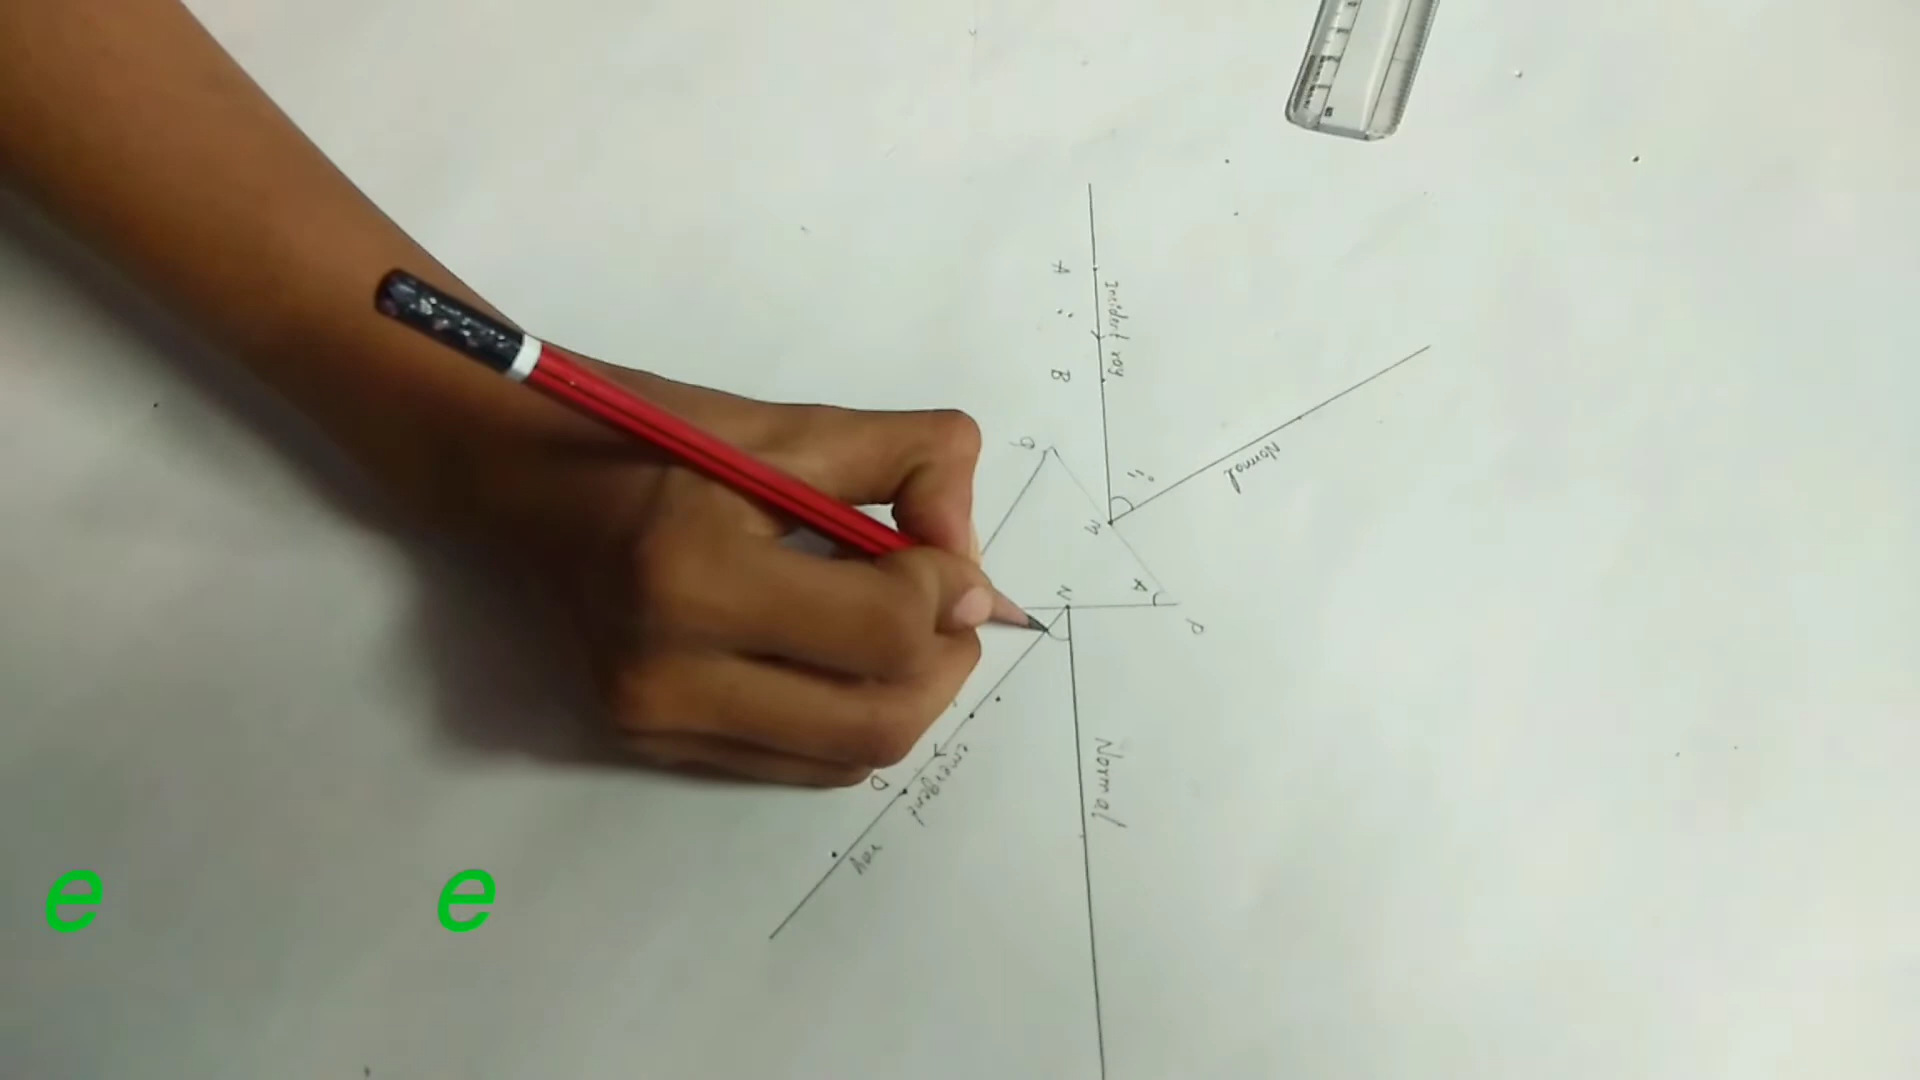 A
B
Incident ray
i
Normal
Q
M
A
N
P
Normal
D
emergent
ray
e e